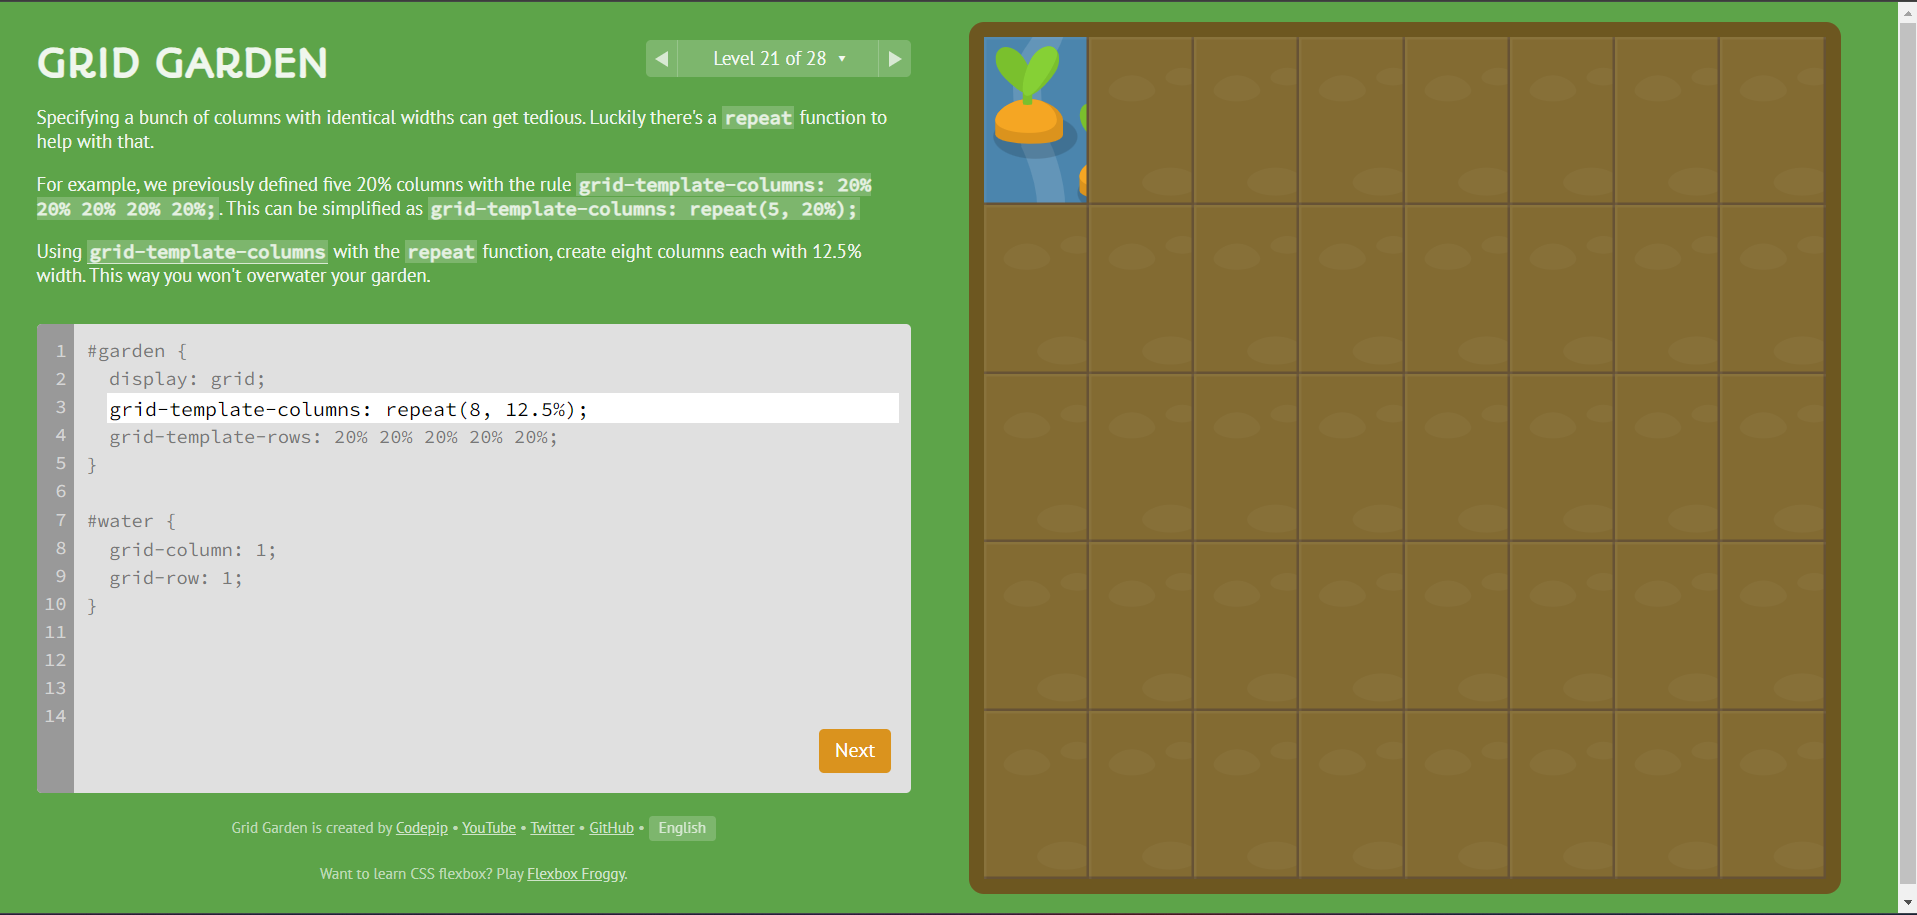 GRID GARDEN
◀ Level 21 of 28 ▾ ▶
Specifying a bunch of columns with identical widths can get tedious. Luckily there's a repeat function to
help with that.
For example, we previously defined five 20% columns with the rule grid-template-columns: 20%
20% 20% 20% 20%;. This can be simplified as grid-template-columns: repeat(5, 20%);
Using grid-template-columns with the repeat function, create eight columns each with 12.5%
width. This way you won't overwater your garden.
1 #garden {
2 display: grid;
3 grid-template-columns: repeat(8, 12.5%);
4 grid-template-rows: 20% 20% 20% 20% 20%;
5 }
6
7 #water {
8 grid-column: 1;
9 grid-row: 1;
10 }
11
12
13
14
Next
Grid Garden is created by Codepip • YouTube • Twitter • GitHub • English
Want to learn CSS flexbox? Play Flexbox Froggy.